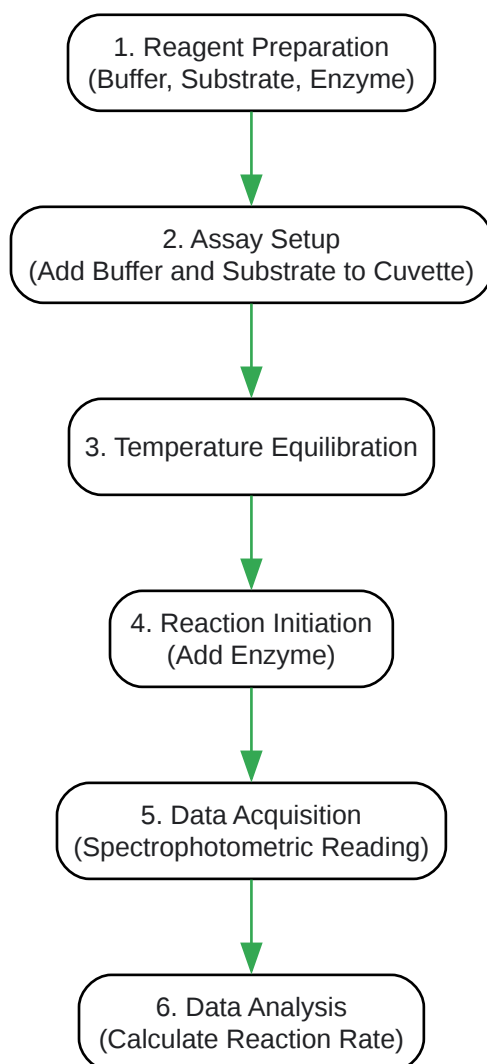 1. Reagent Preparation
(Buffer, Substrate, Enzyme)
2. Assay Setup
(Add Buffer and Substrate to Cuvette)
3. Temperature Equilibration
4. Reaction Initiation
(Add Enzyme)
5. Data Acquisition
(Spectrophotometric Reading)
6. Data Analysis
(Calculate Reaction Rate)